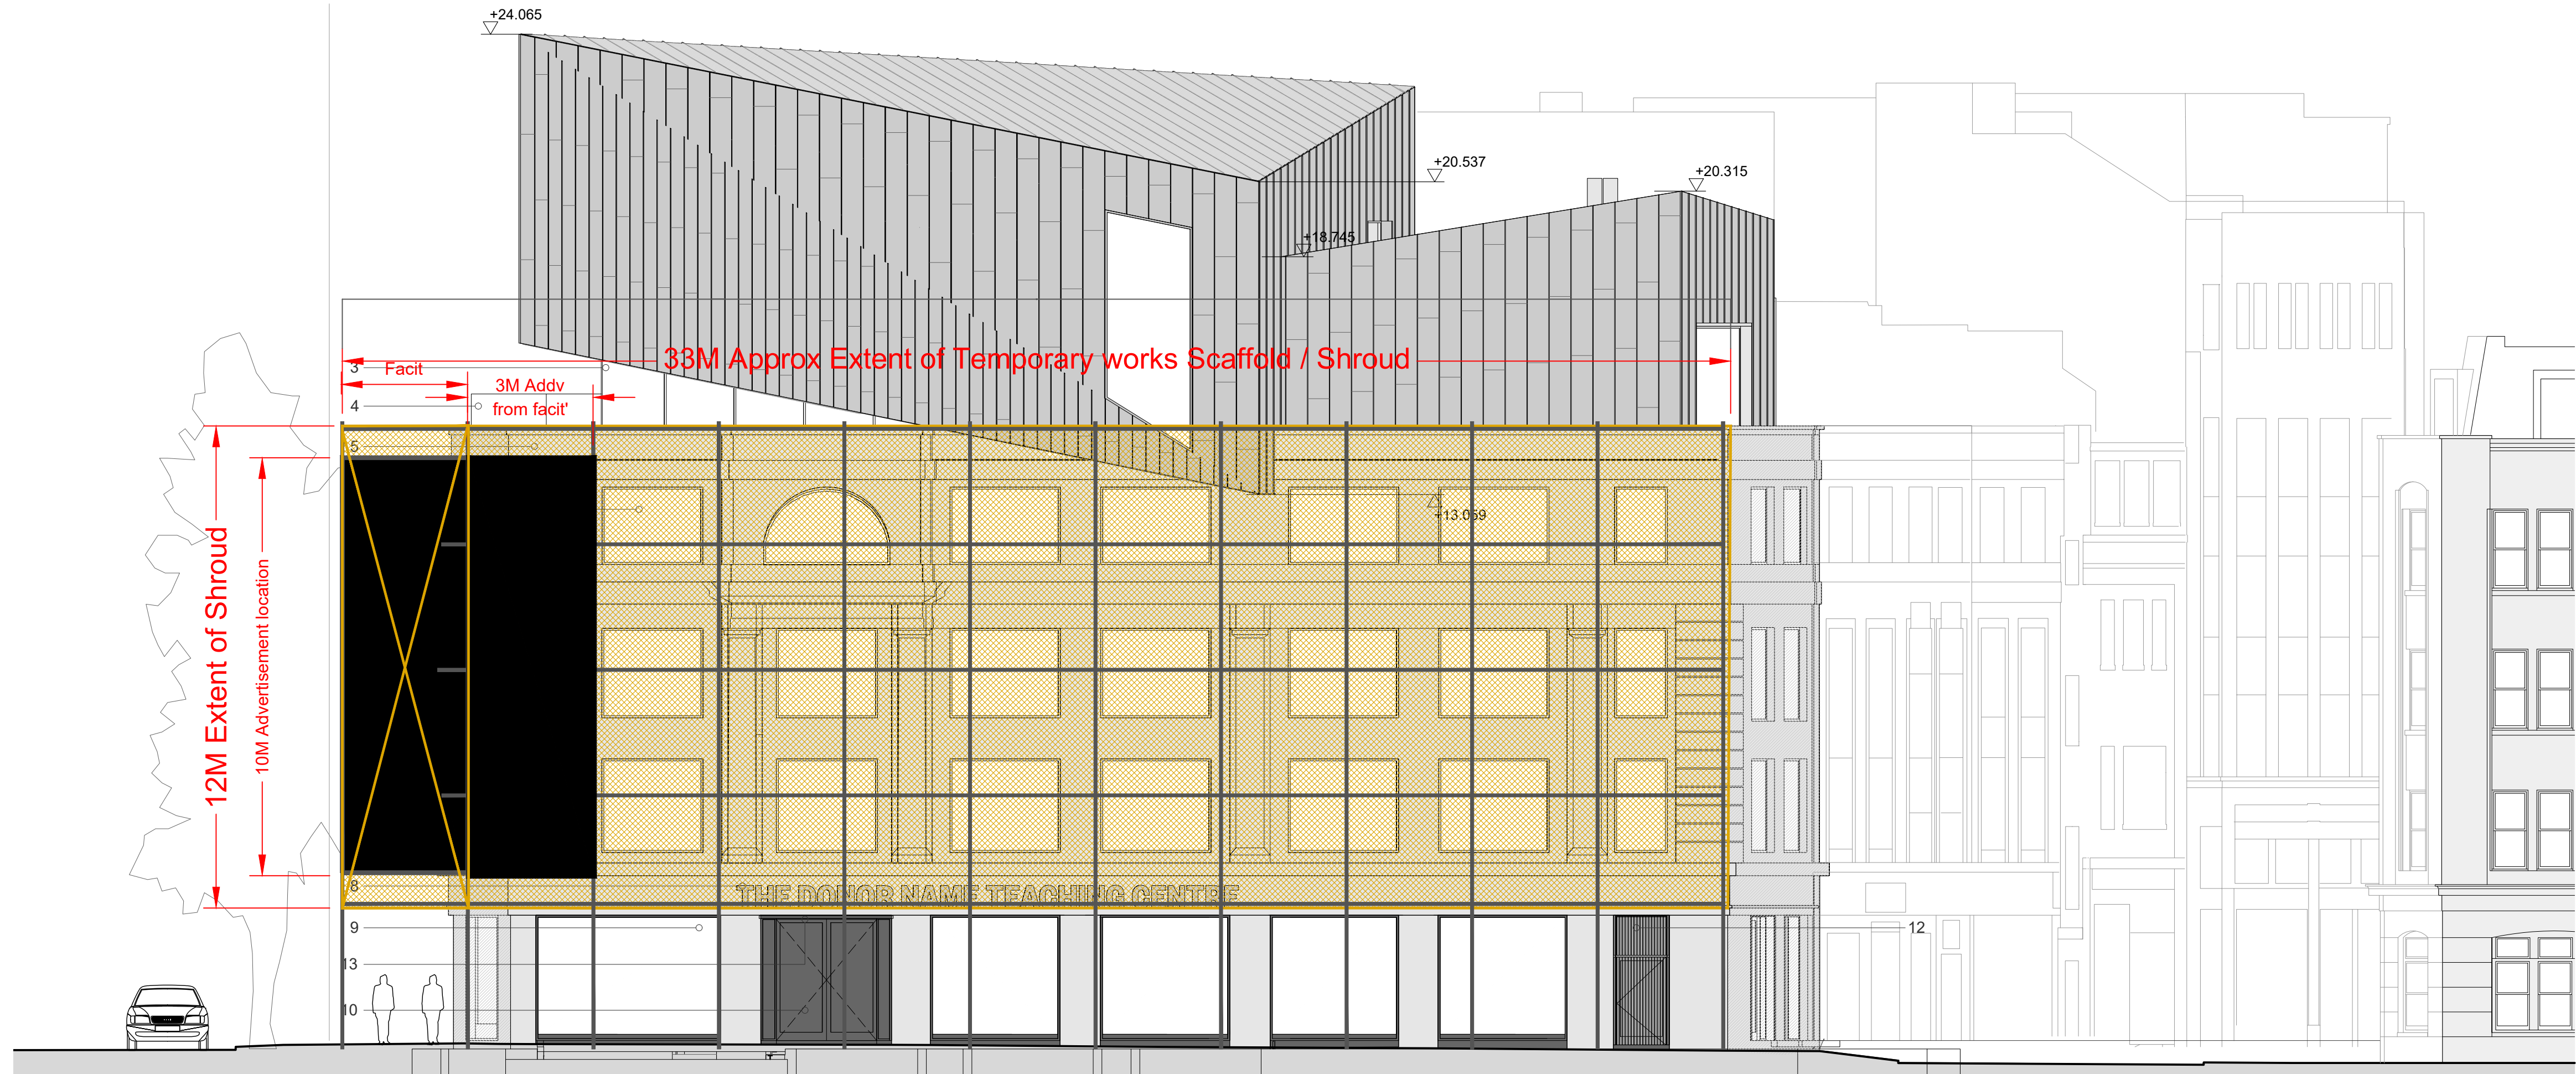 +24.065
+20.537
+20.315
+18.745
33M Approx Extent of Temporary works Scaffold / Shroud
3
Facit
3M Addv
from facit'
4
5
+13.059
12M Extent of Shroud
10M Advertisement location
8
THE DONOR NAME TEACHING CENTRE
9
12
13
10